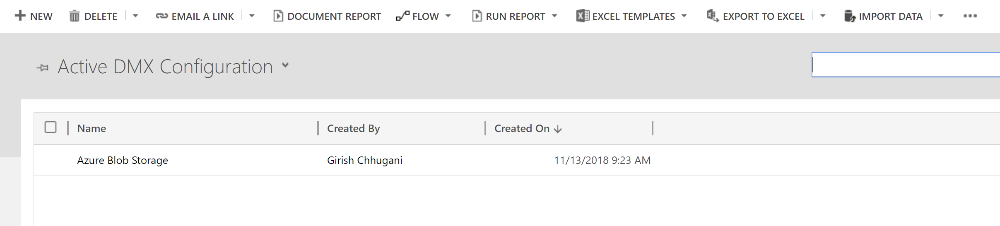 NEW DELETE EMAIL A LINK DOCUMENT REPORT FLOW RUN REPORT EXCEL TEMPLATES EXPORT TO EXCEL IMPORT DATA
Active DMX Configuration
Name Created By Created On
Azure Blob Storage Girish Chhugani 11/13/2018 9:23 AM